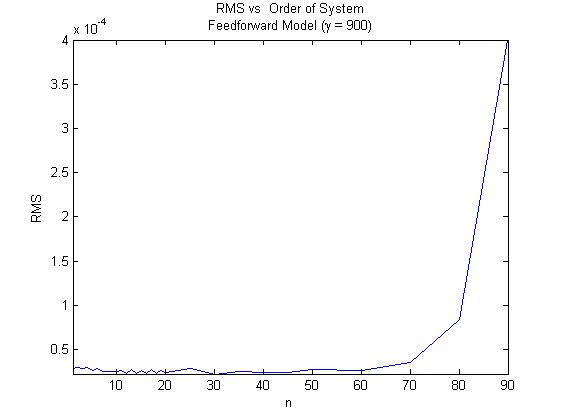 RMS vs  Order of System
Feedforward Model (γ = 900)
x 10-4
4
3.5
3
2.5
2
1.5
1
0.5
RMS
10 20 30 40 50 60 70 80 90
n